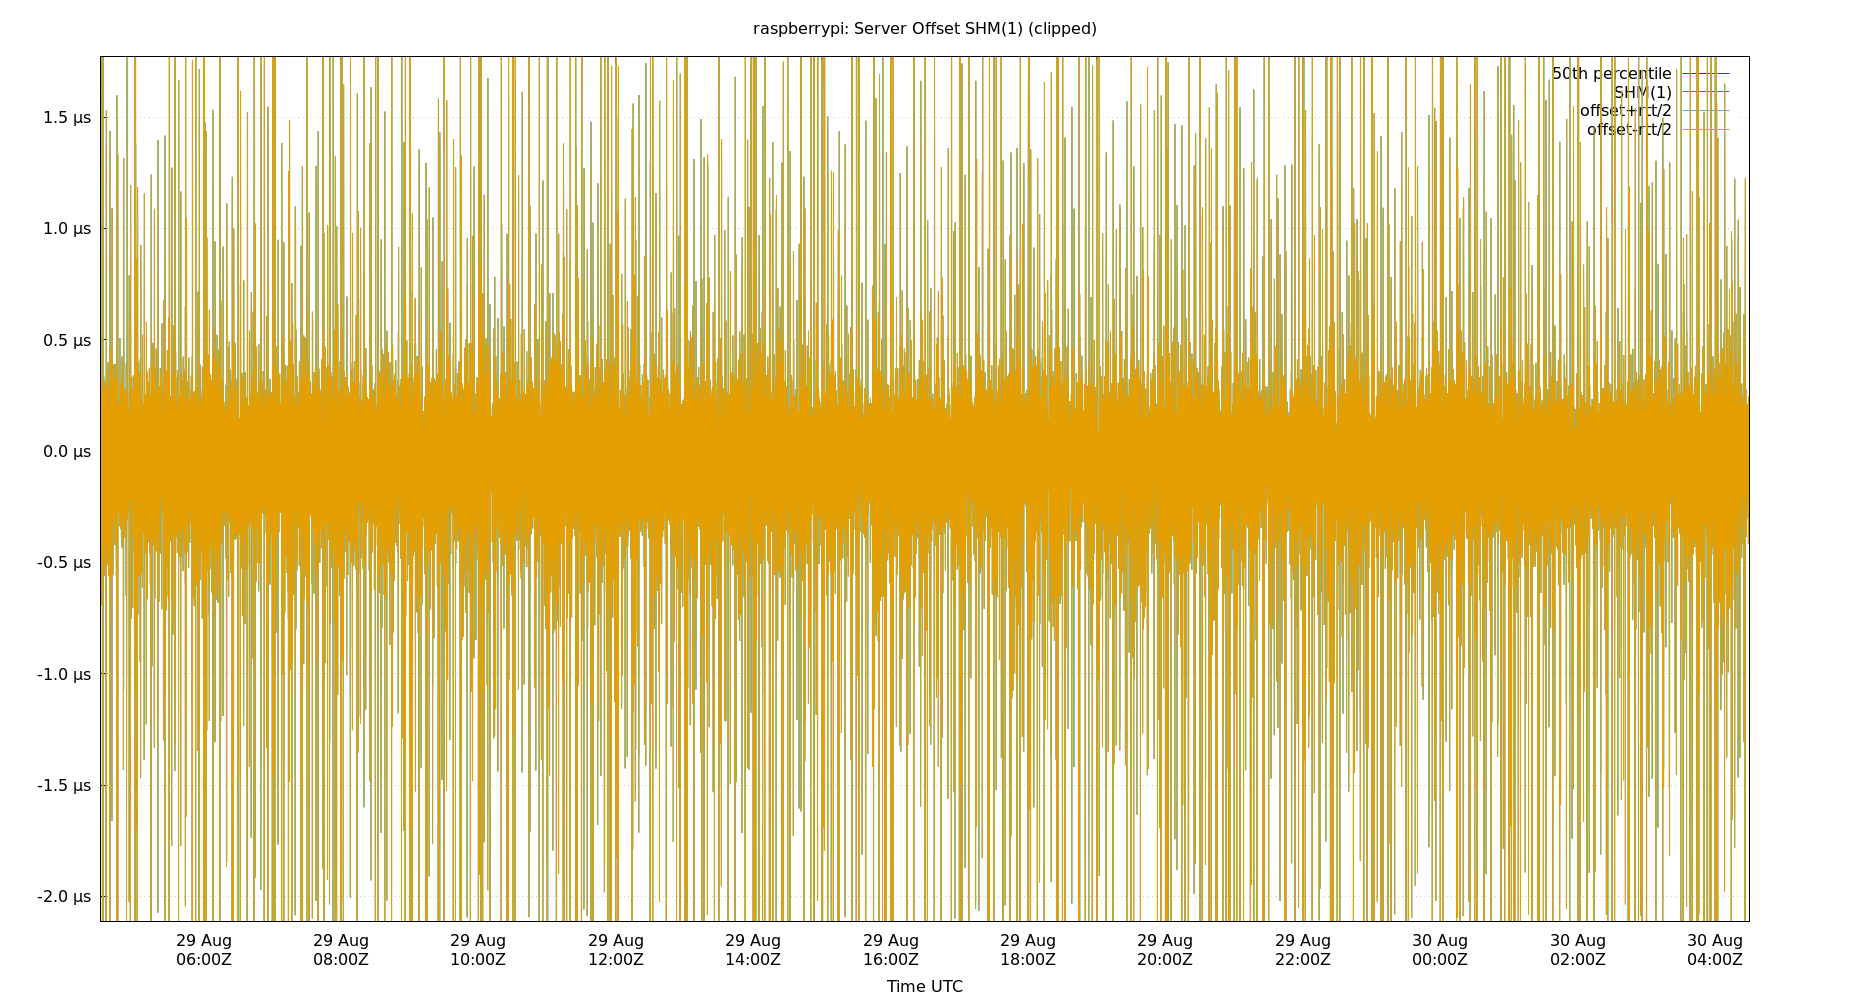 raspberrypi: Server Offset SHM(1) (clipped)
50th percentile
SHM(1)
offset+rtt/2
offset-rtt/2
1.5 µs
1.0 µs
0.5 µs
0.0 µs
-0.5 µs
-1.0 µs
-1.5 µs
-2.0 µs
29 Aug 29 Aug 29 Aug 29 Aug 29 Aug 29 Aug 29 Aug 29 Aug 29 Aug 30 Aug 30 Aug 30 Aug
06:00Z 08:00Z 10:00Z 12:00Z 14:00Z 16:00Z 18:00Z 20:00Z 22:00Z 00:00Z 02:00Z 04:00Z
Time UTC